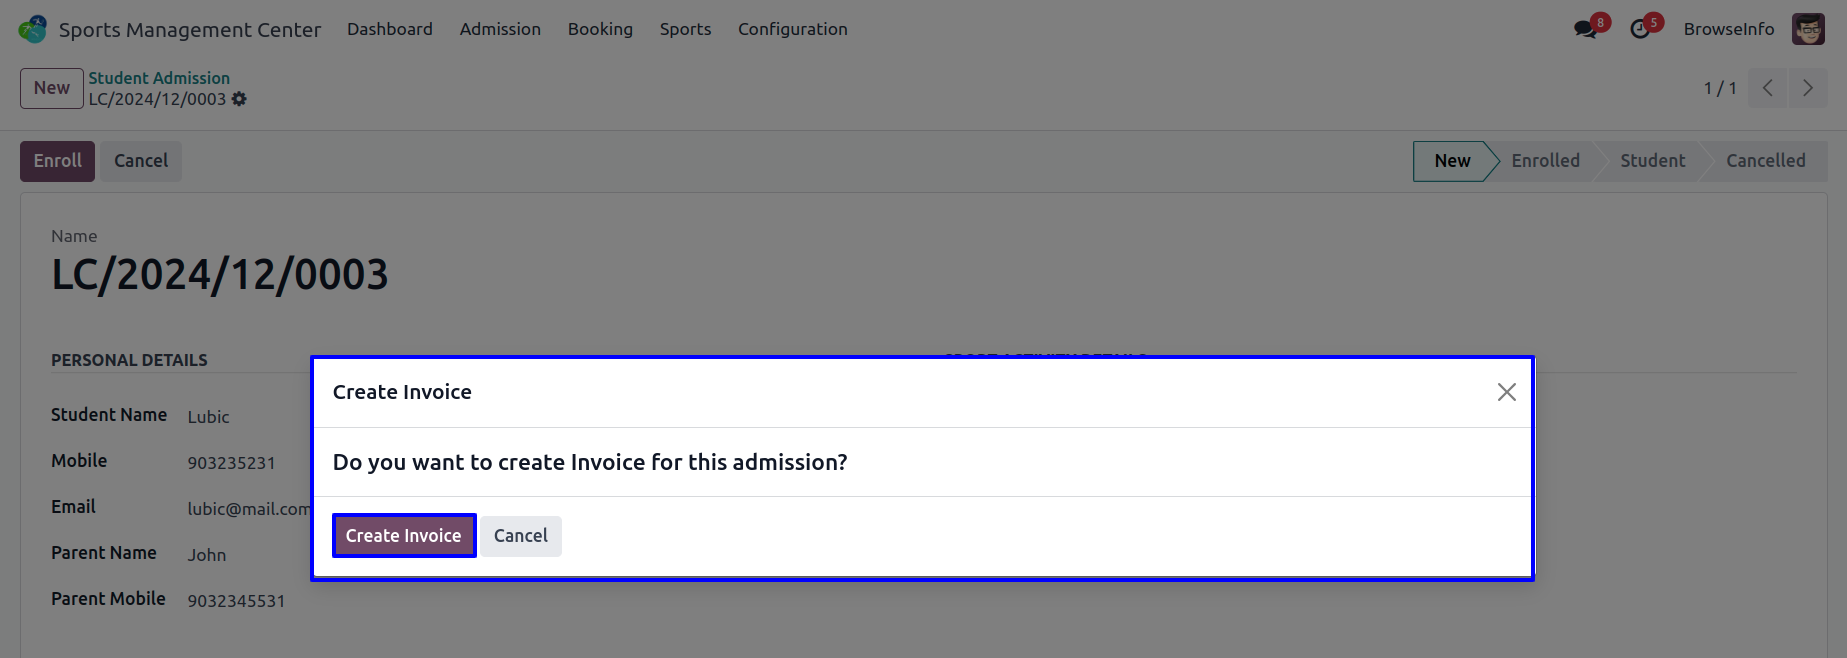 Sports Management Center Dashboard Admission Booking Sports Configuration 8 5 BrowseInfo
New Student Admission
LC/2024/12/0003 1 / 1
Enroll Cancel New Enrolled Student Cancelled
Name
LC/2024/12/0003
PERSONAL DETAILS
Create Invoice
Student Name Lubic
Do you want to create Invoice for this admission?
Mobile 903235231
Email lubic@mail.com
Create Invoice Cancel
Parent Name John
Parent Mobile 9032345531